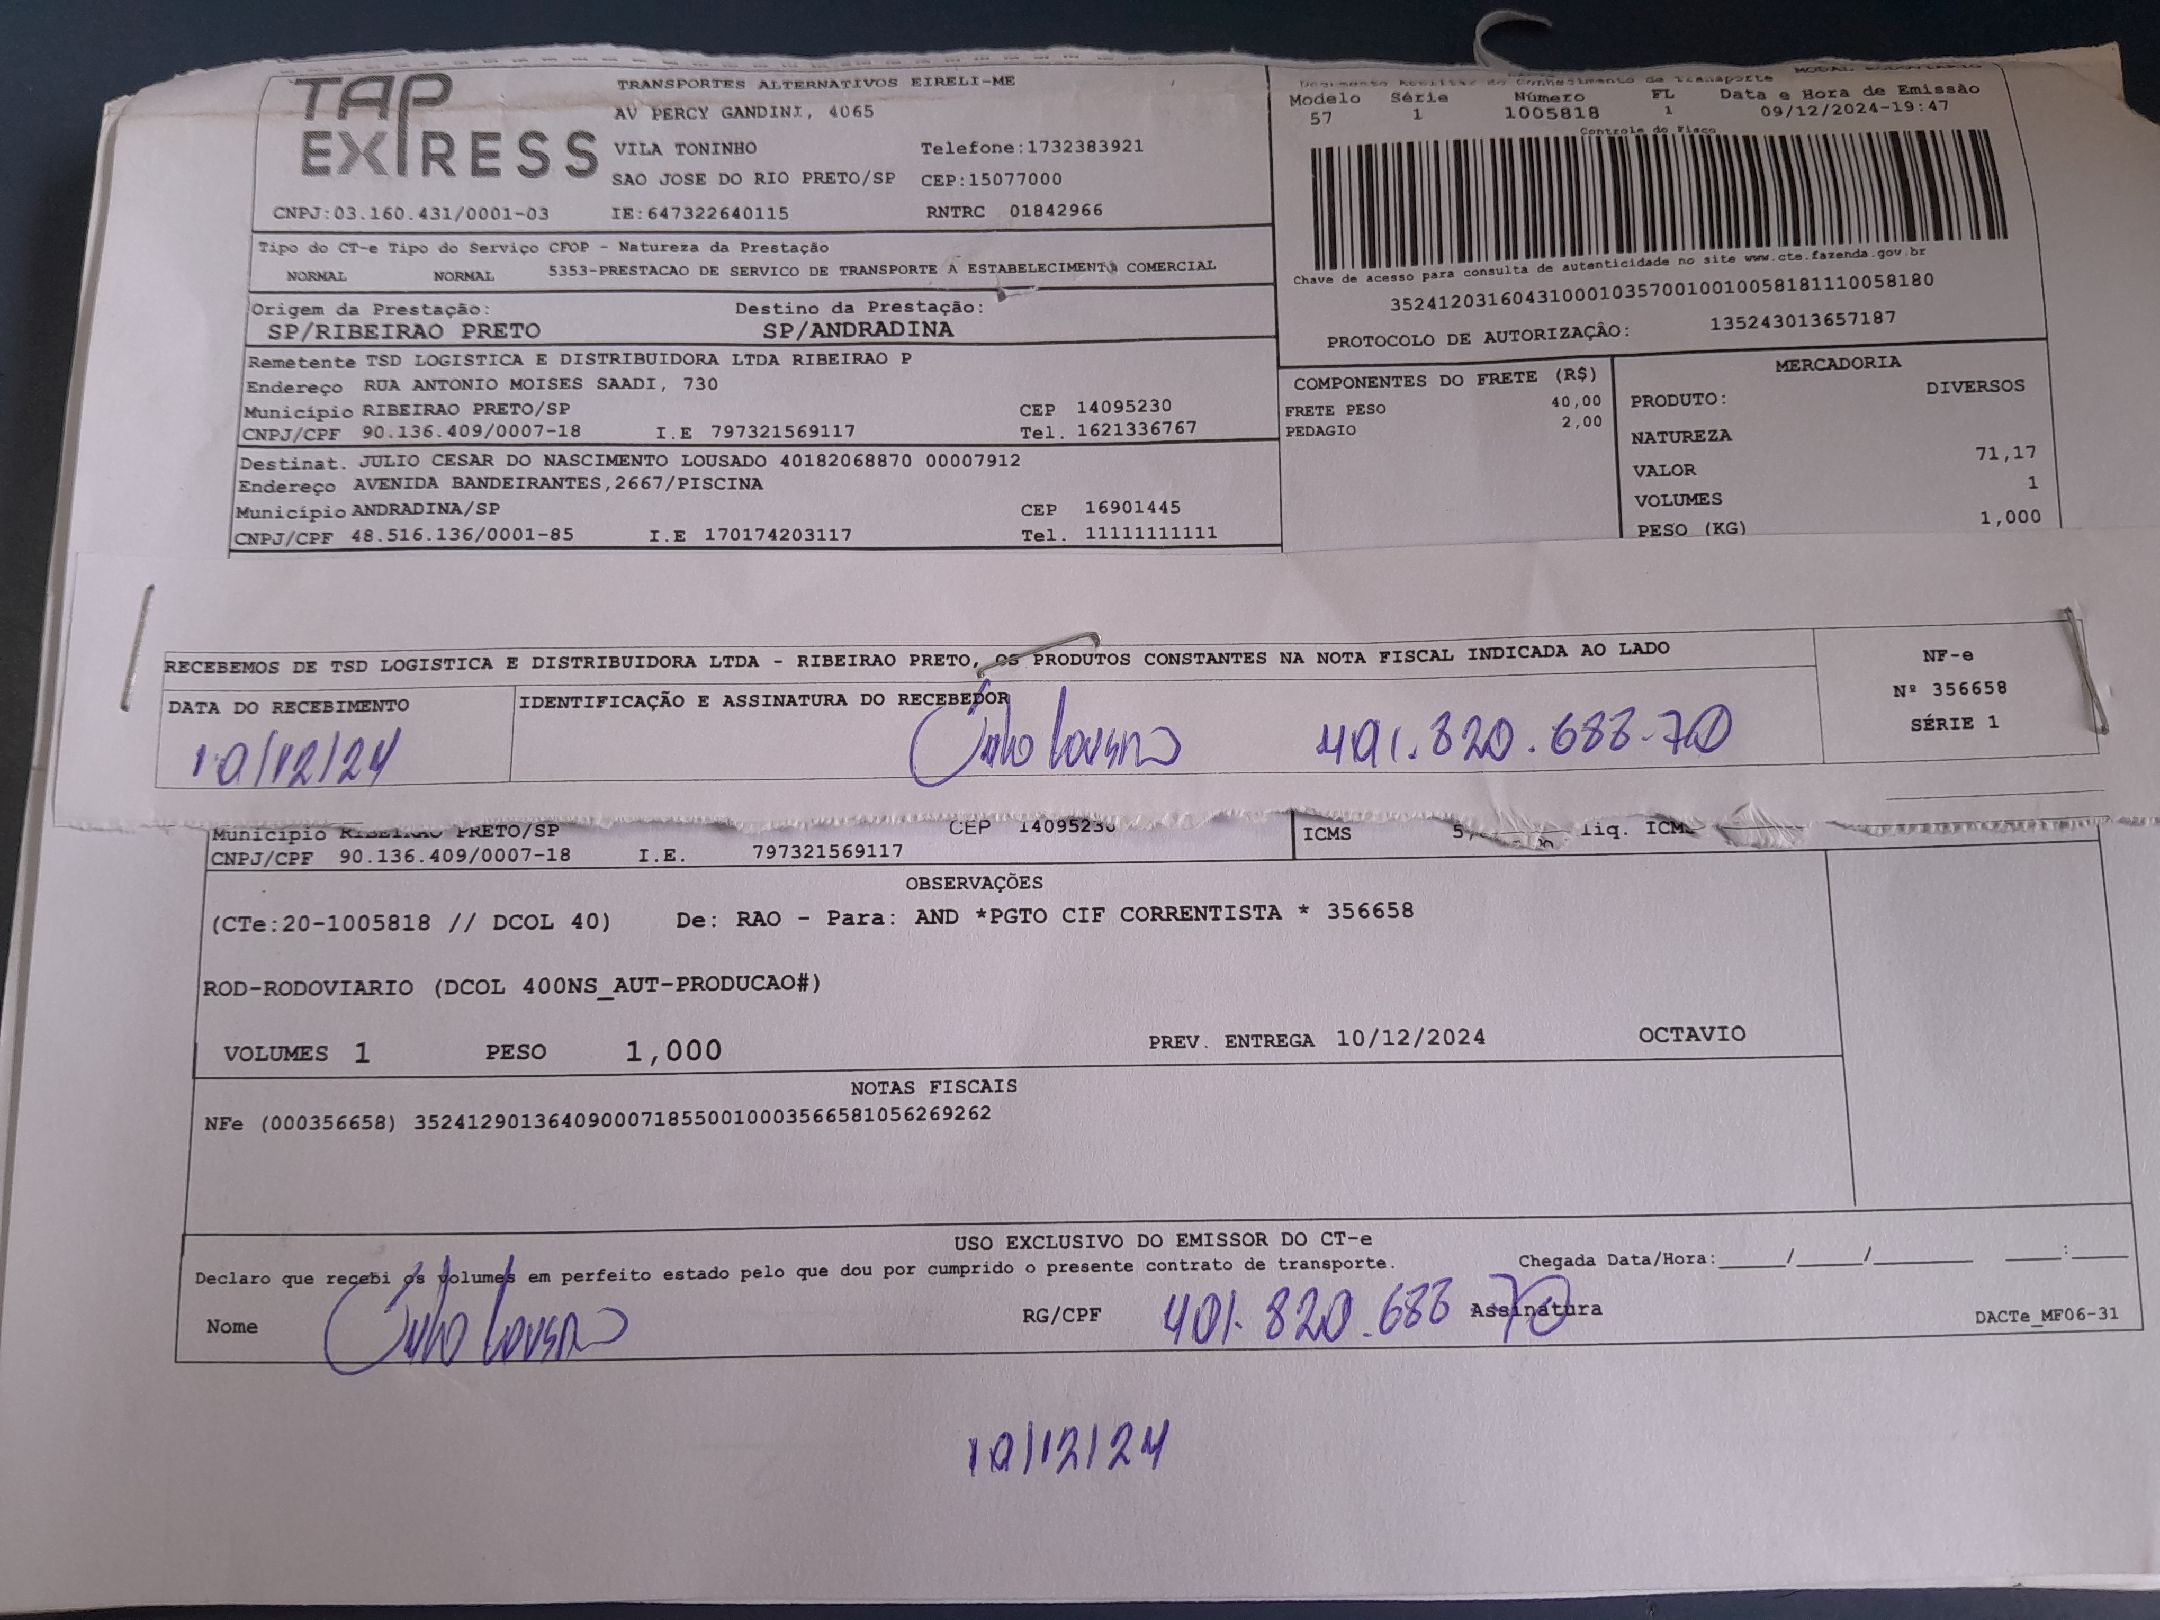 TAP EXPRESS
TRANSPORTES ALTERNATIVOS EIRELI-ME
AV PERCY GANDINI, 4065
VILA TONINHO Telefone:1732383921
SAO JOSE DO RIO PRETO/SP CEP:15077000
CNPJ:03.160.431/0001-03 IE:647322640115 RNTRC 01842966
Tipo do CT-e Tipo do Serviço CFOP - Natureza da Prestação
NORMAL NORMAL 5353-PRESTACAO DE SERVICO DE TRANSPORTE A ESTABELECIMENTO COMERCIAL
Origem da Prestação: Destino da Prestação:
SP/RIBEIRAO PRETO SP/ANDRADINA
Remetente TSD LOGISTICA E DISTRIBUIDORA LTDA RIBEIRAO P
Endereço RUA ANTONIO MOISES SAADI, 730
Município RIBEIRAO PRETO/SP CEP 14095230
CNPJ/CPF 90.136.409/0007-18 I.E 797321569117 Tel. 1621336767
Destinat. JULIO CESAR DO NASCIMENTO LOUSADO 40182068870 00007912
Endereço AVENIDA BANDEIRANTES,2667/PISCINA
Município ANDRADINA/SP CEP 16901445
CNPJ/CPF 48.516.136/0001-85 I.E 170174203117 Tel. 11111111111
Documento Auxiliar do Conhecimento de Transporte MODAL RODOVIARIO
Modelo Série Número FL Data e Hora de Emissão
57 1 1005818 1 09/12/2024-19:47
Controle do Fisco
Chave de acesso para consulta de autenticidade no site www.cte.fazenda.gov.br
35241203160431000103570010010058181110058180
PROTOCOLO DE AUTORIZAÇÃO: 135243013657187
COMPONENTES DO FRETE (R$)
FRETE PESO 40,00
PEDAGIO 2,00
MERCADORIA
PRODUTO: DIVERSOS
NATUREZA
VALOR 71,17
VOLUMES 1
PESO (KG) 1,000
RECEBEMOS DE TSD LOGISTICA E DISTRIBUIDORA LTDA - RIBEIRAO PRETO, OS PRODUTOS CONSTANTES NA NOTA FISCAL INDICADA AO LADO
DATA DO RECEBIMENTO IDENTIFICAÇÃO E ASSINATURA DO RECEBEDOR
10/12/24 401.820.688-70
NF-e
Nº 356658
SÉRIE 1
Município RIBEIRAO PRETO/SP CEP 14095230
CNPJ/CPF 90.136.409/0007-18 I.E. 797321569117
ICMS liq. ICMS
OBSERVAÇÕES
(CTe:20-1005818 // DCOL 40) De: RAO - Para: AND *PGTO CIF CORRENTISTA * 356658
ROD-RODOVIARIO (DCOL 400NS_AUT-PRODUCAO#)
VOLUMES 1 PESO 1,000 PREV. ENTREGA 10/12/2024 OCTAVIO
NOTAS FISCAIS
NFe (000356658) 35241290136409000718550010003566581056269262
USO EXCLUSIVO DO EMISSOR DO CT-e
Declaro que recebi os volumes em perfeito estado pelo que dou por cumprido o presente contrato de transporte. Chegada Data/Hora:_____/_____/________ ____:____
Nome RG/CPF 401.820.688 70 Assinatura DACTe_MF06-31
10/12/24